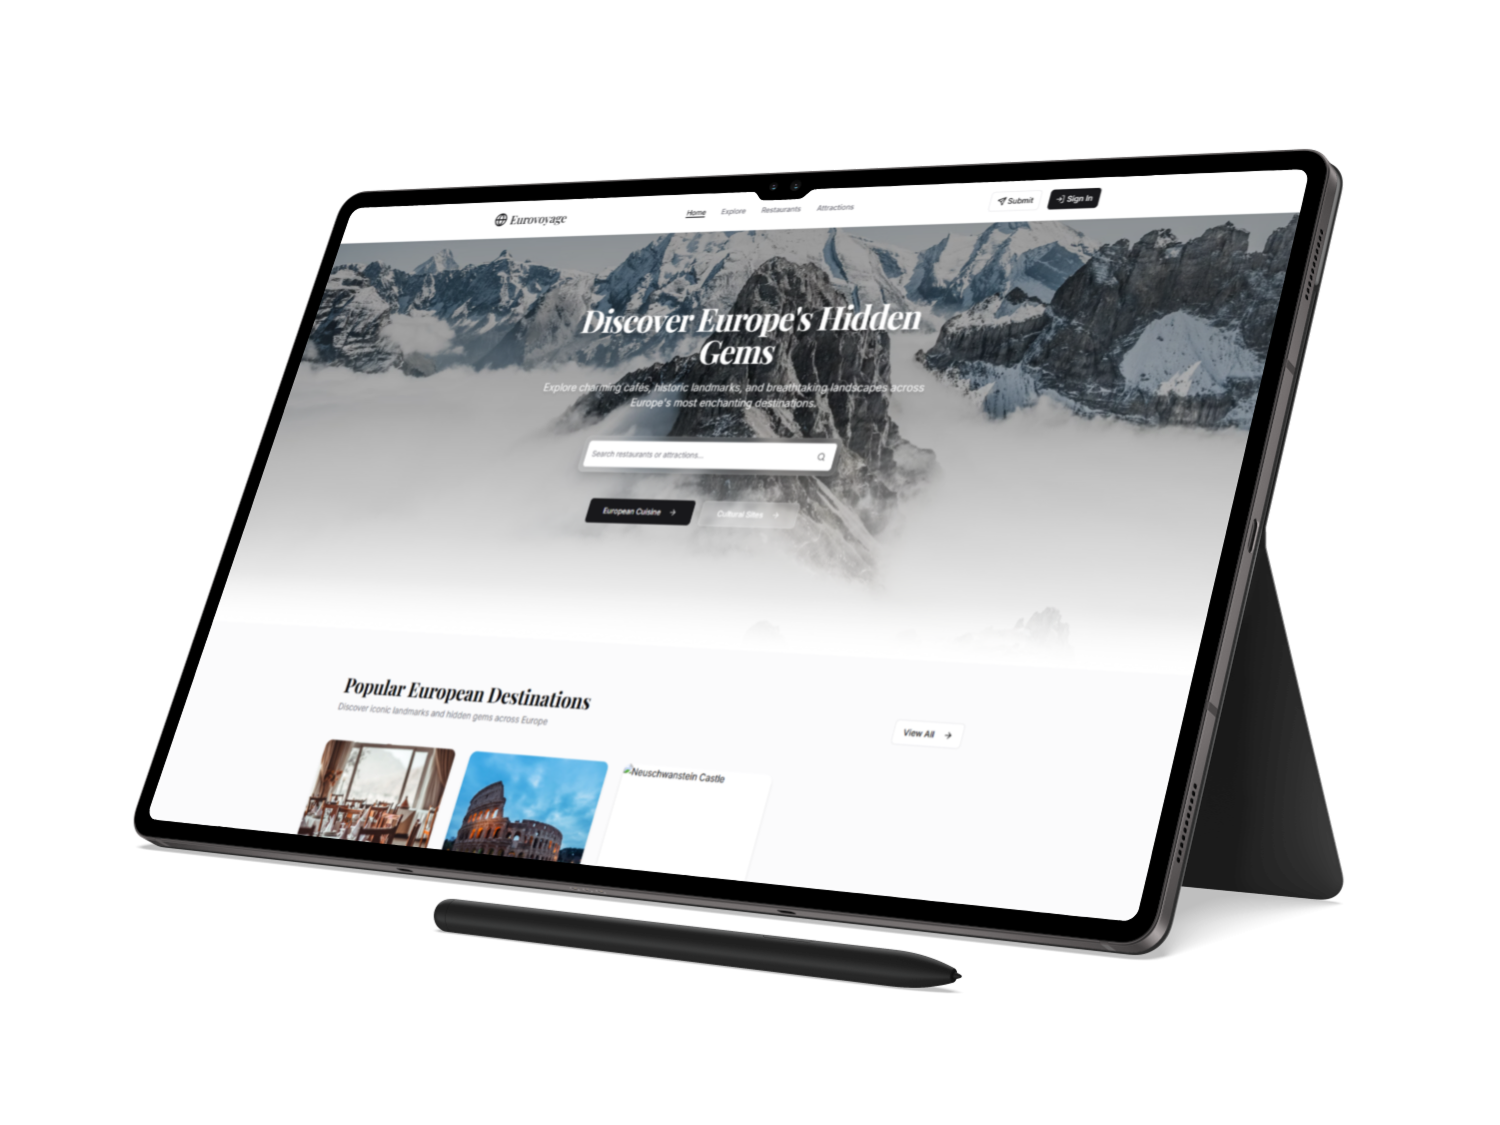 Eurovoyage
Home Explore Restaurants Attractions
Submit Sign In
Discover Europe's Hidden
Gems
Explore charming cafés, historic landmarks, and breathtaking landscapes across
Europe's most enchanting destinations.
Search restaurants or attractions...
European Cuisine →
Cultural Sites →
Popular European Destinations
Discover iconic landmarks and hidden gems across Europe
View All →
Neuschwanstein Castle